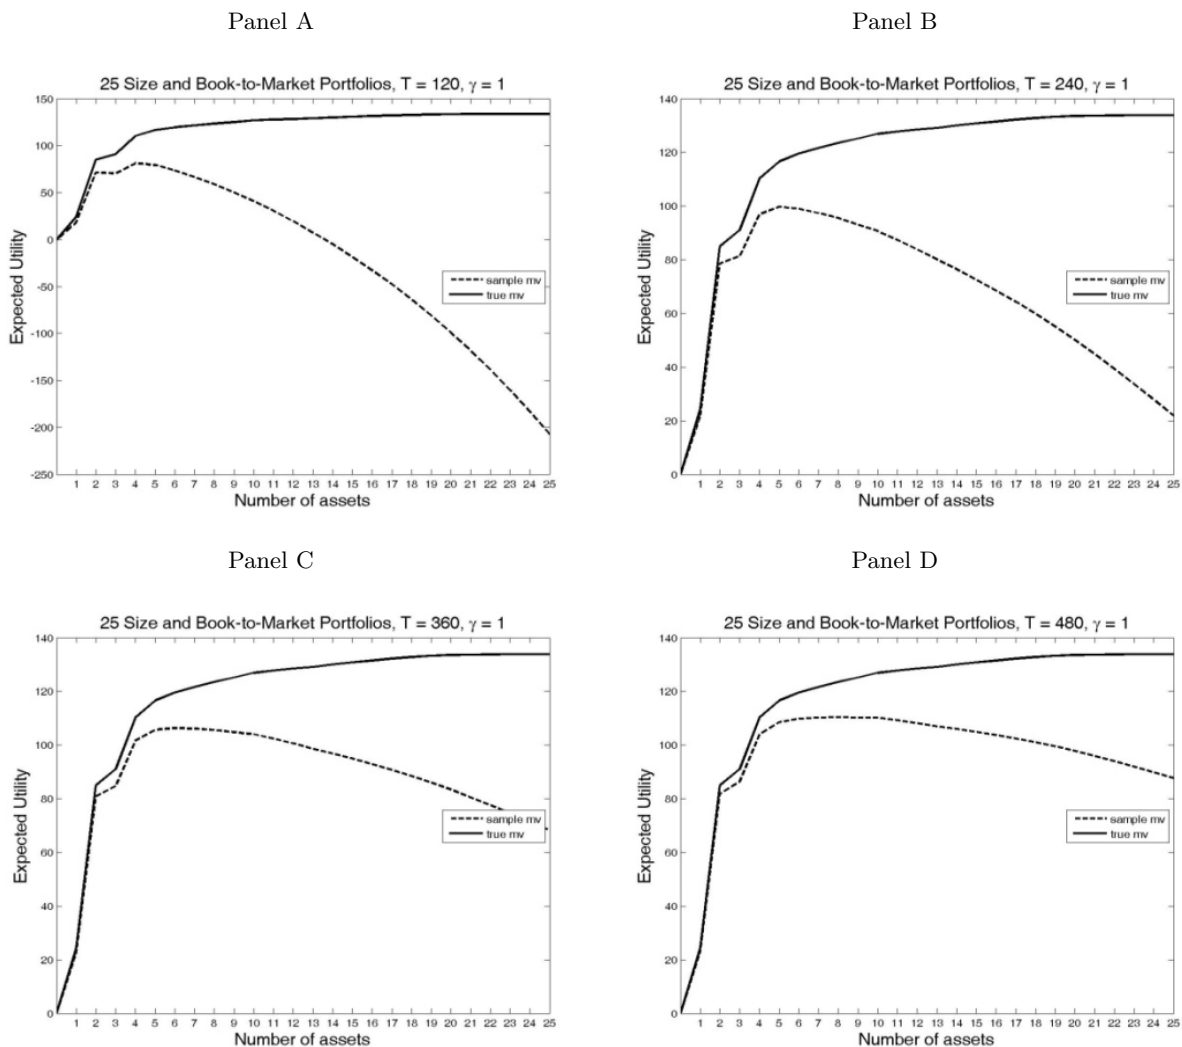 Panel A
25 Size and Book-to-Market Portfolios, T = 120, γ = 1
150
100
50
0
-50
-100
-150
-200
-250
Expected Utility
sample mv
true mv
1 2 3 4 5 6 7 8 9 10 11 12 13 14 15 16 17 18 19 20 21 22 23 24 25
Number of assets
Panel B
25 Size and Book-to-Market Portfolios, T = 240, γ = 1
140
120
100
80
60
40
20
0
Expected Utility
sample mv
true mv
1 2 3 4 5 6 7 8 9 10 11 12 13 14 15 16 17 18 19 20 21 22 23 24 25
Number of assets
Panel C
25 Size and Book-to-Market Portfolios, T = 360, γ = 1
140
120
100
80
60
40
20
0
Expected Utility
sample mv
true mv
1 2 3 4 5 6 7 8 9 10 11 12 13 14 15 16 17 18 19 20 21 22 23 24 25
Number of assets
Panel D
25 Size and Book-to-Market Portfolios, T = 480, γ = 1
140
120
100
80
60
40
20
0
Expected Utility
sample mv
true mv
1 2 3 4 5 6 7 8 9 10 11 12 13 14 15 16 17 18 19 20 21 22 23 24 25
Number of assets